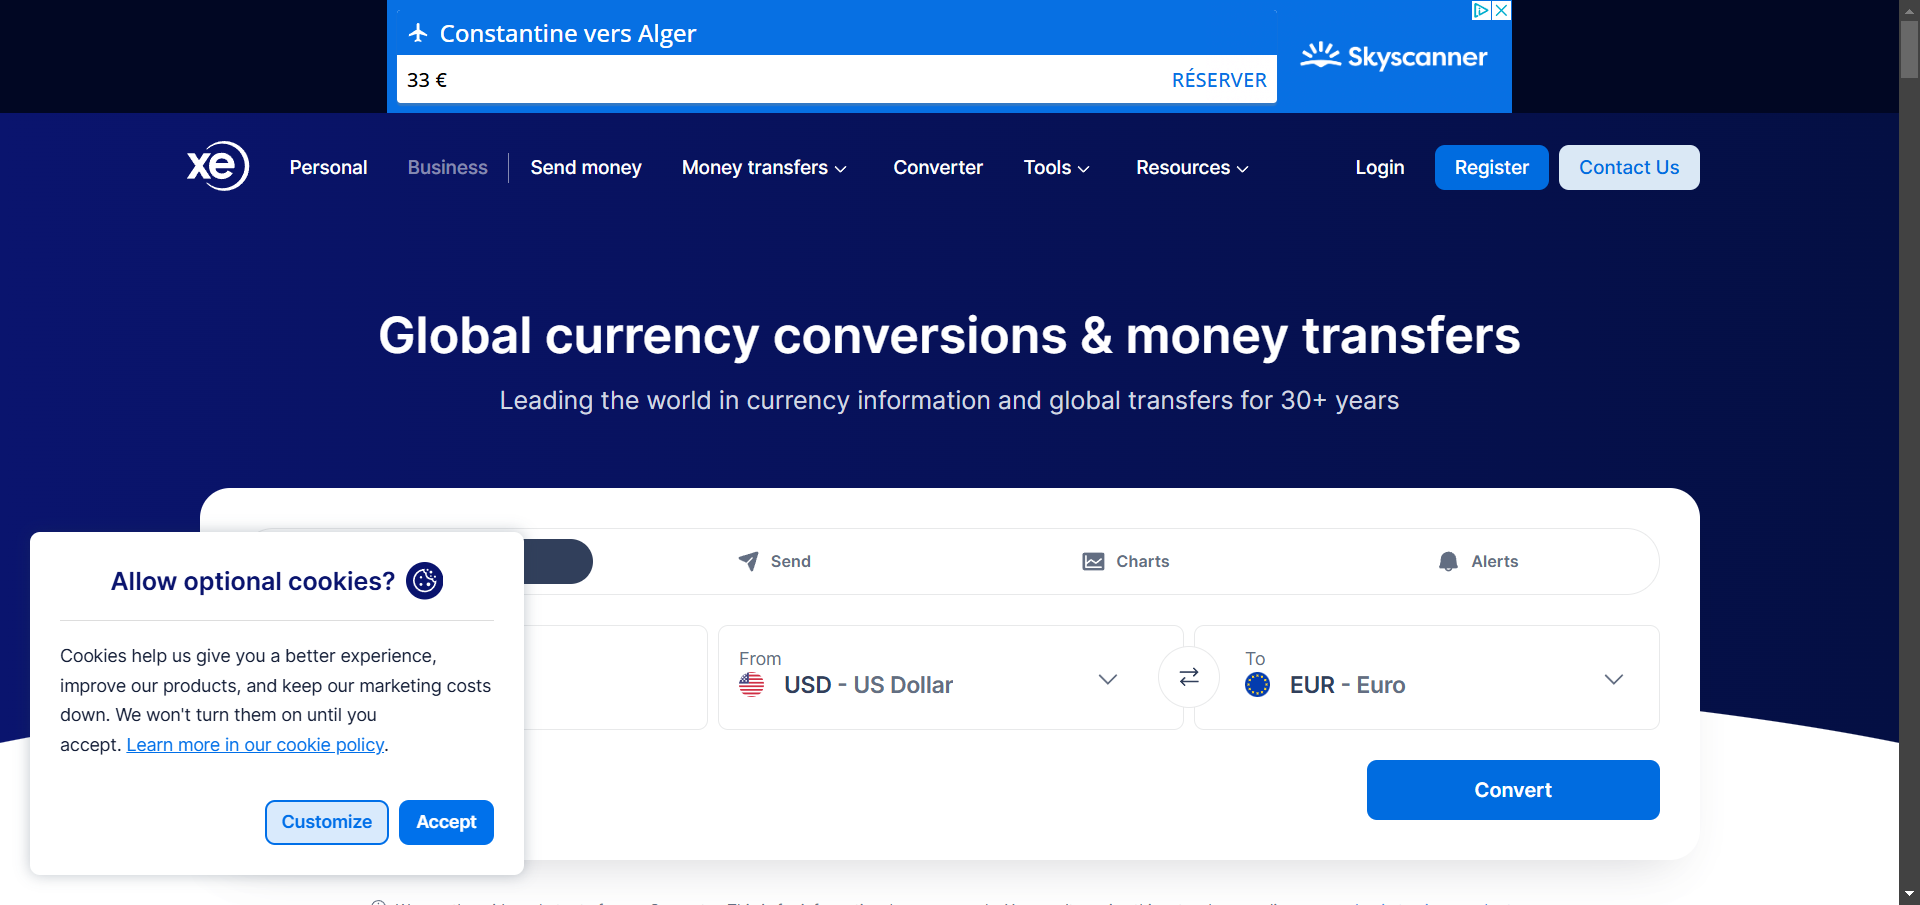 Constantine vers Alger
33 €
RÉSERVER
Skyscanner
xe
Personal
Business
Send money
Money transfers
Converter
Tools
Resources
Login
Register
Contact Us
Global currency conversions & money transfers
Leading the world in currency information and global transfers for 30+ years
Send
Charts
Alerts
From
USD - US Dollar
To
EUR - Euro
Convert
Allow optional cookies?
Cookies help us give you a better experience,
improve our products, and keep our marketing costs
down. We won't turn them on until you
accept. Learn more in our cookie policy.
Customize
Accept